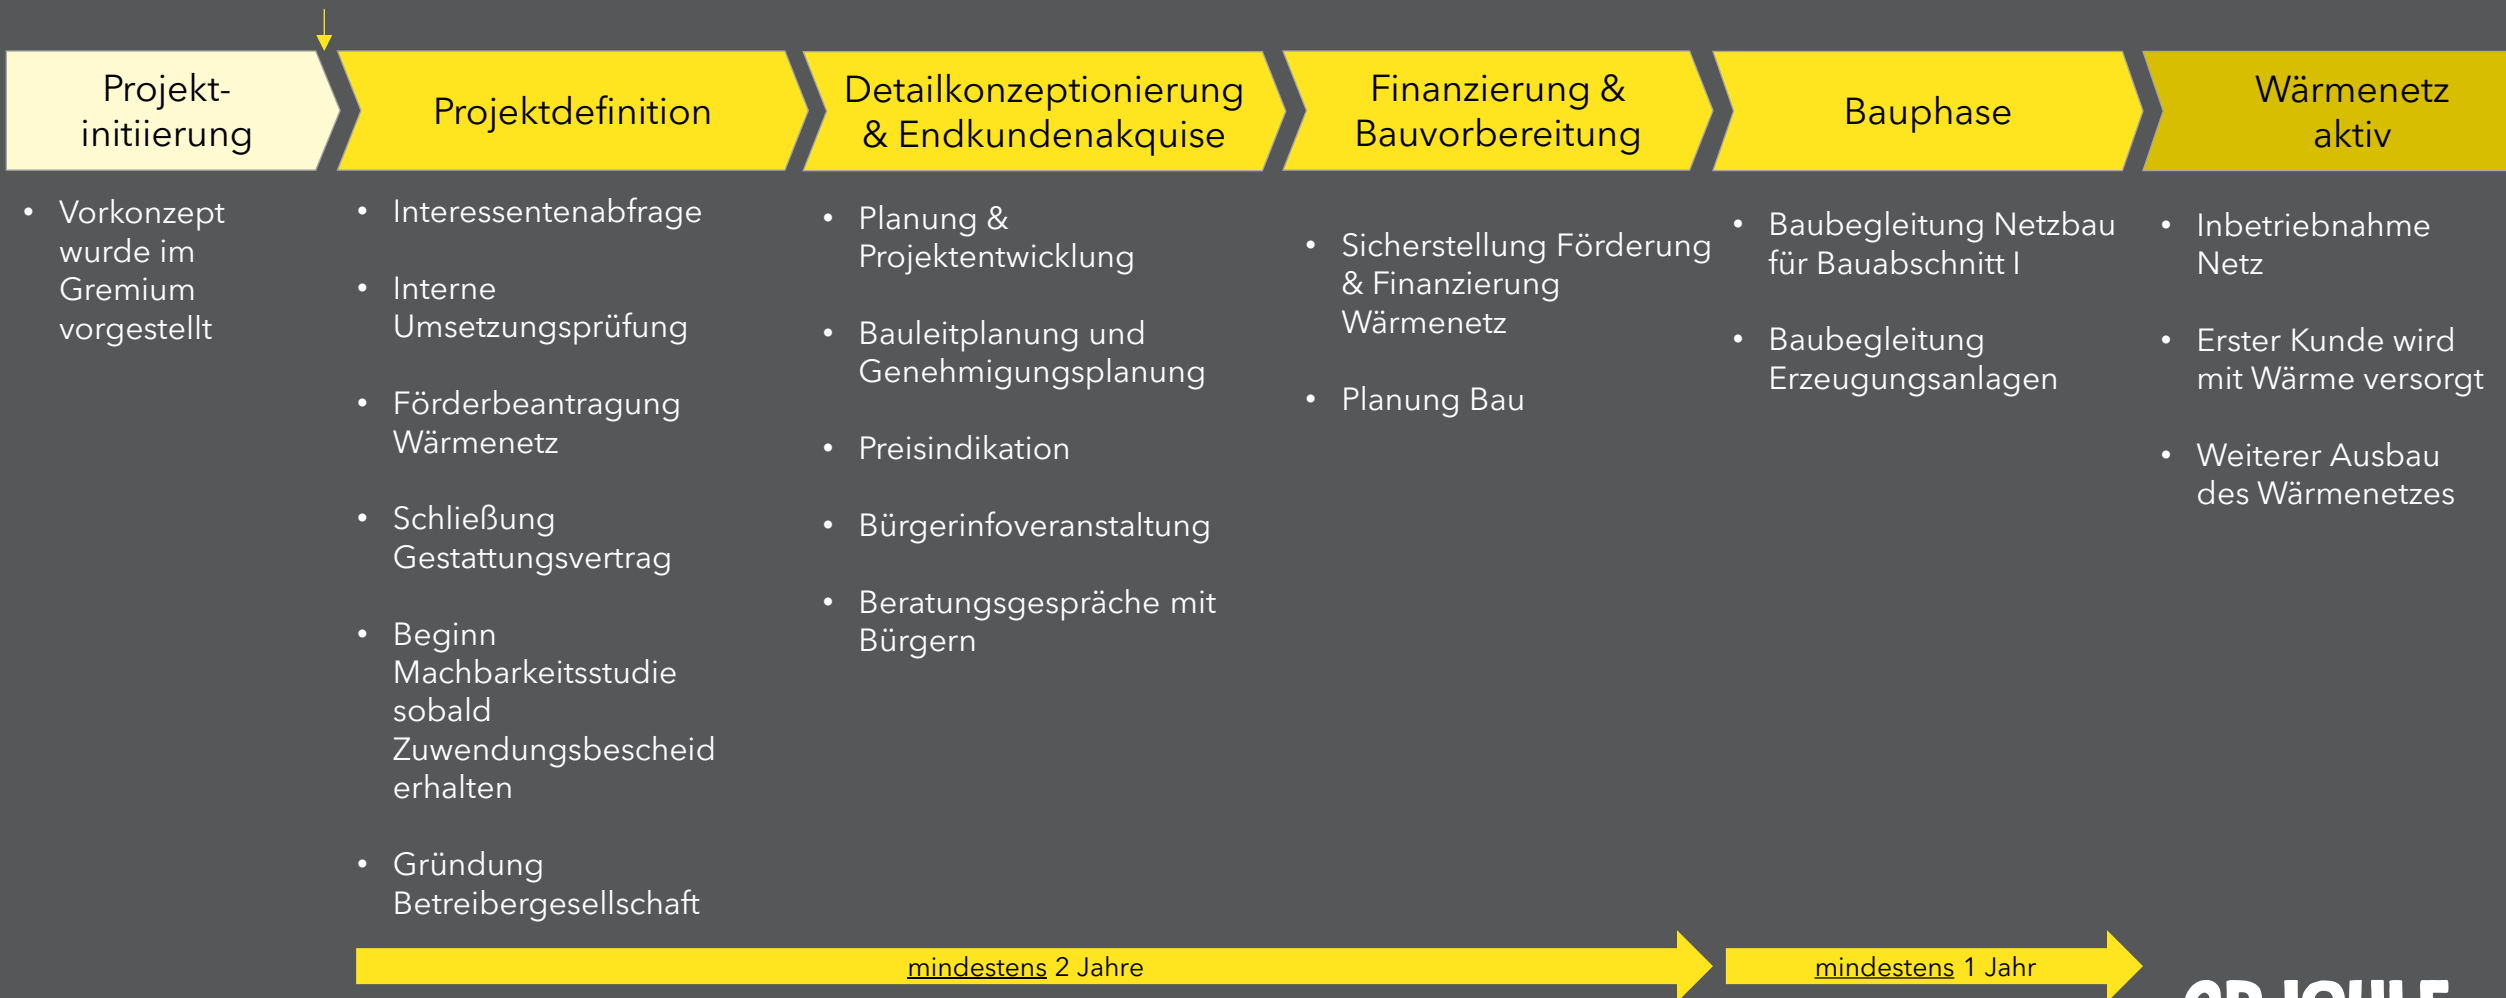 Projekt-
initiierung
Projektdefinition
Detailkonzeptionierung
& Endkundenakquise
Finanzierung &
Bauvorbereitung
Bauphase
Wärmenetz
aktiv
• Vorkonzept
wurde im
Gremium
vorgestellt
• Interessentenabfrage
• Interne
Umsetzungsprüfung
• Förderbeantragung
Wärmenetz
• Schließung
Gestattungsvertrag
• Beginn
Machbarkeitsstudie
sobald
Zuwendungsbescheid
erhalten
• Gründung
Betreibergesellschaft
• Planung &
Projektentwicklung
• Bauleitplanung und
Genehmigungsplanung
• Preisindikation
• Bürgerinfoveranstaltung
• Beratungsgespräche mit
Bürgern
• Sicherstellung Förderung
& Finanzierung
Wärmenetz
• Planung Bau
• Baubegleitung Netzbau
für Bauabschnitt I
• Baubegleitung
Erzeugungsanlagen
• Inbetriebnahme
Netz
• Erster Kunde wird
mit Wärme versorgt
• Weiterer Ausbau
des Wärmenetzes
mindestens 2 Jahre
mindestens 1 Jahr